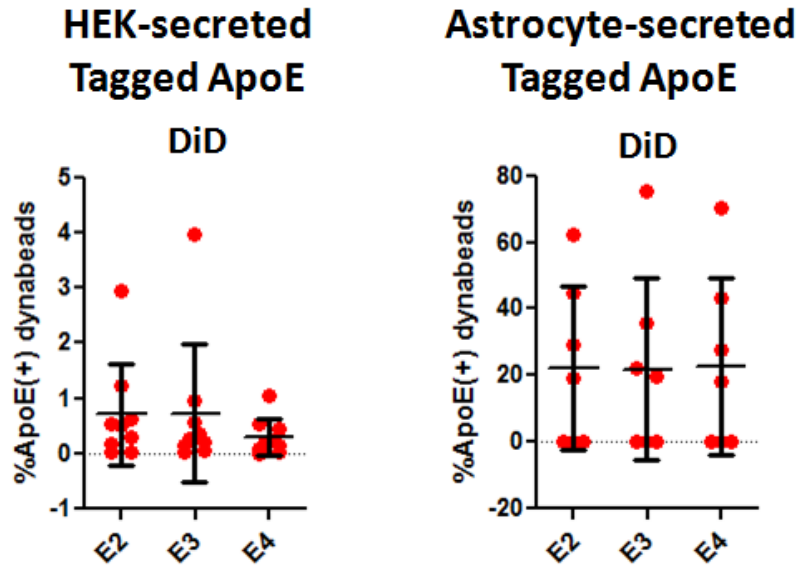 HEK-secreted
Tagged ApoE
DiD
%ApoE(+) dynabeads
5
4
3
2
1
0
-1
E2
E3
E4
Astrocyte-secreted
Tagged ApoE
DiD
%ApoE(+) dynabeads
80
60
40
20
0
-20
E2
E3
E4